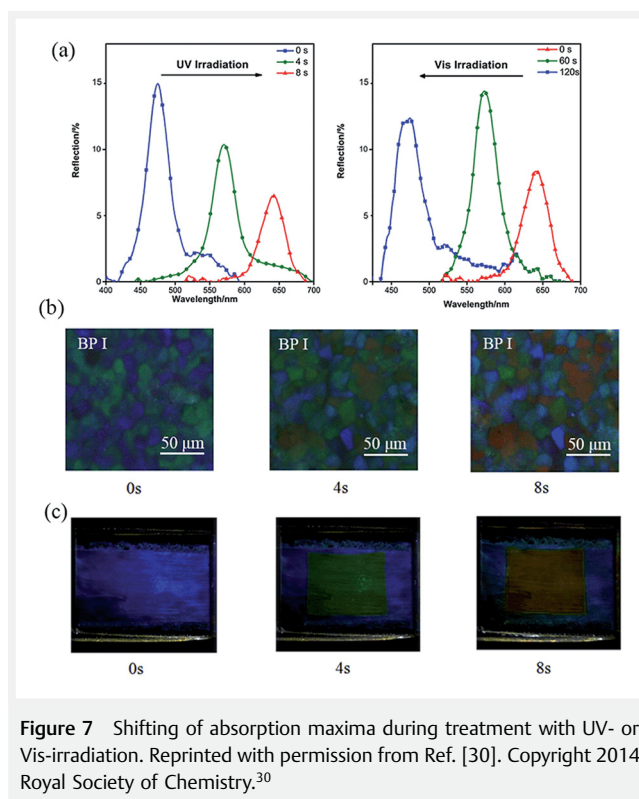 (a)
UV Irradiation
0 s
4 s
8 s
15
10
5
0
Reflection/%
400 450 500 550 600 650 700
Wavelength/nm
Vis Irradiation
0 s
60 s
120s
15
10
5
0
Reflection/%
450 500 550 600 650 700
Wavelength/nm
(b)
BP I
50 μm
0s
BP I
50 μm
4s
BP I
50 μm
8s
(c)
0s
4s
8s
Figure 7 Shifting of absorption maxima during treatment with UV- or
Vis-irradiation. Reprinted with permission from Ref. [30]. Copyright 2014
Royal Society of Chemistry.30